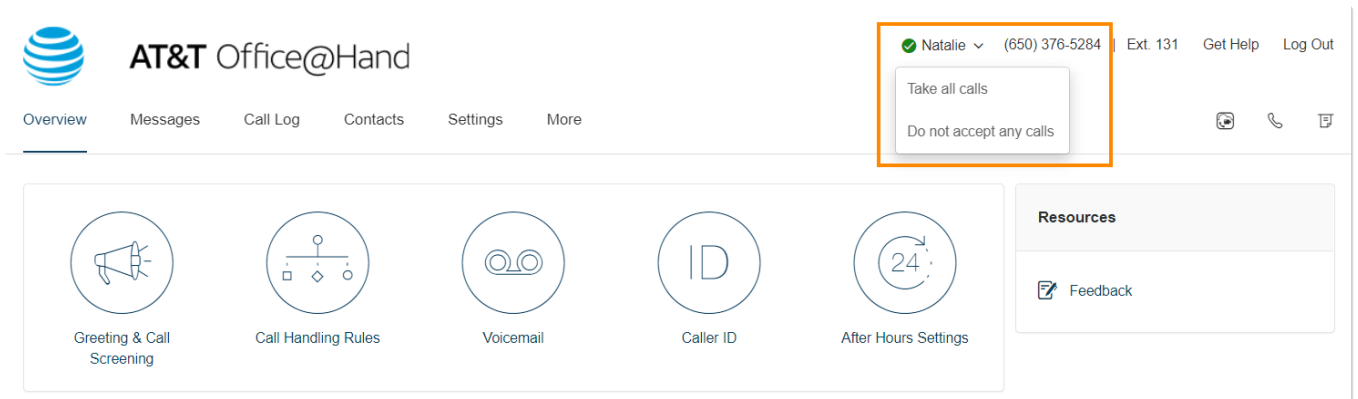 AT&T Office@Hand
Natalie (650) 376-5284 | Ext. 131 Get Help Log Out
Take all calls
Do not accept any calls
Overview Messages Call Log Contacts Settings More
Greeting & Call
Screening
Call Handling Rules
Voicemail
ID
Caller ID
24
After Hours Settings
Resources
Feedback